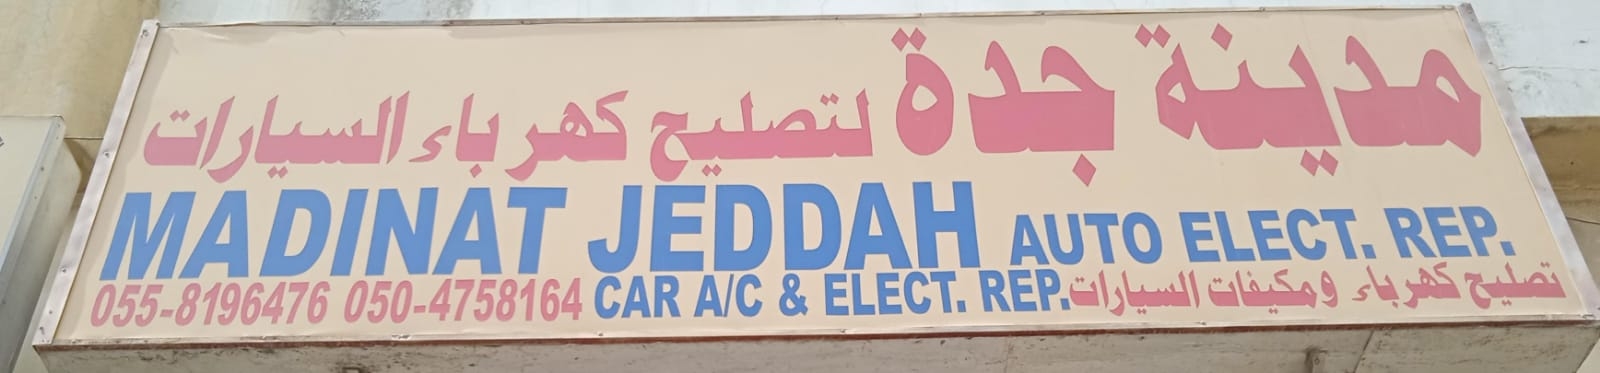 مدينة جدة لتصليح كهرباء السيارات
MADINAT JEDDAH AUTO ELECT. REP.
055-8196476 050-4758164 CAR A/C & ELECT. REP. تصليح كهرباء ومكيفات السيارات